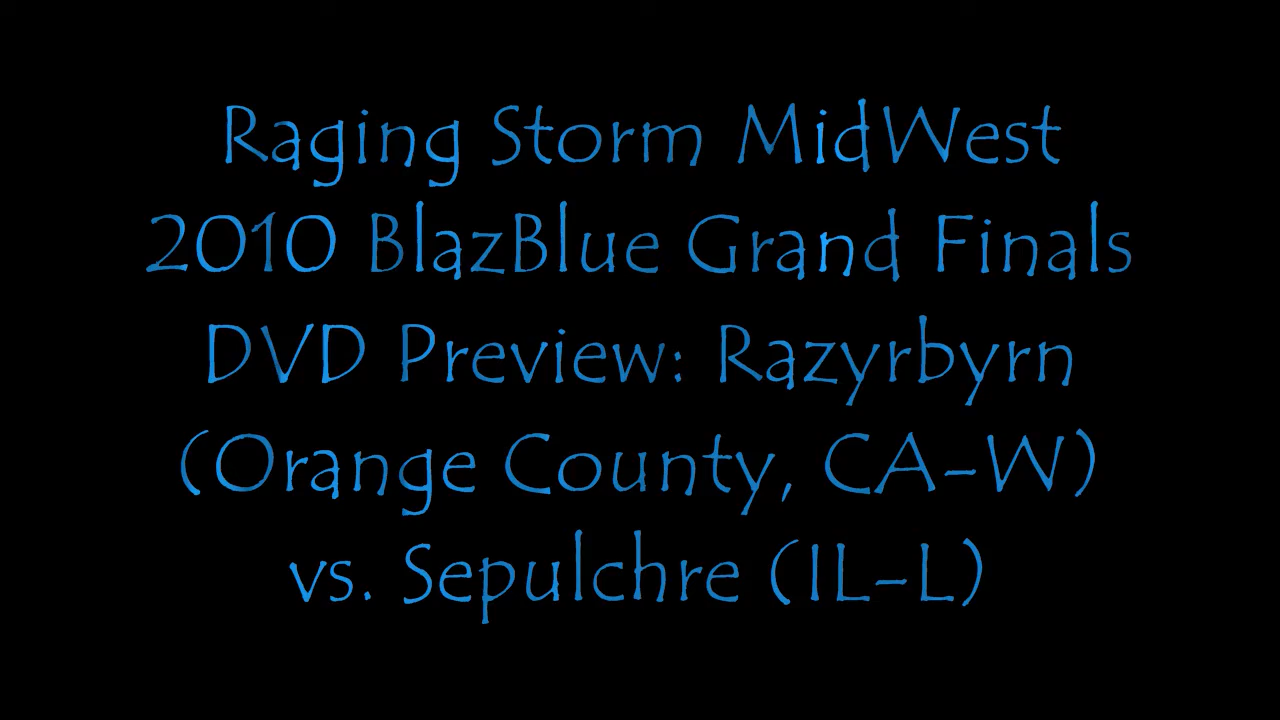 Raging Storm MidWest
2010 BlazBlue Grand Finals
DVD Preview: Razyrbyrn
(Orange County, CA-W)
vs. Sepulchre (IL-L)